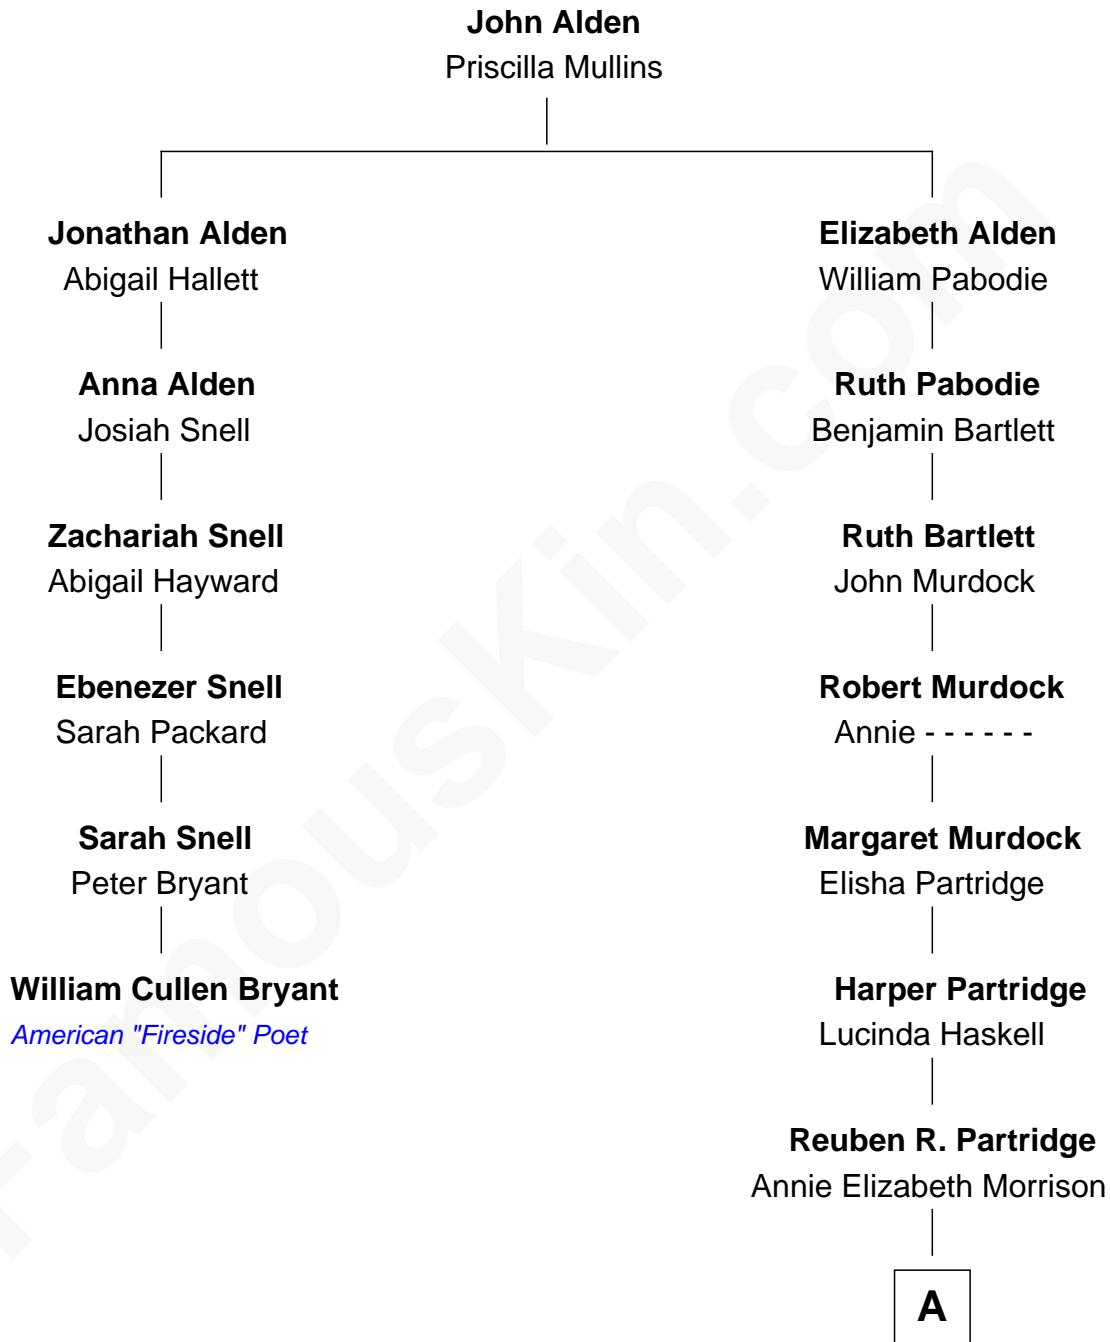 John Alden
Priscilla Mullins
Jonathan Alden
Abigail Hallett
Elizabeth Alden
William Pabodie
Anna Alden
Josiah Snell
Ruth Pabodie
Benjamin Bartlett
Zachariah Snell
Abigail Hayward
Ruth Bartlett
John Murdock
Ebenezer Snell
Sarah Packard
Robert Murdock
Annie - - - - - -
Sarah Snell
Peter Bryant
Margaret Murdock
Elisha Partridge
William Cullen Bryant
American "Fireside" Poet
Harper Partridge
Lucinda Haskell
Reuben R. Partridge
Annie Elizabeth Morrison
A
FamousKin.com